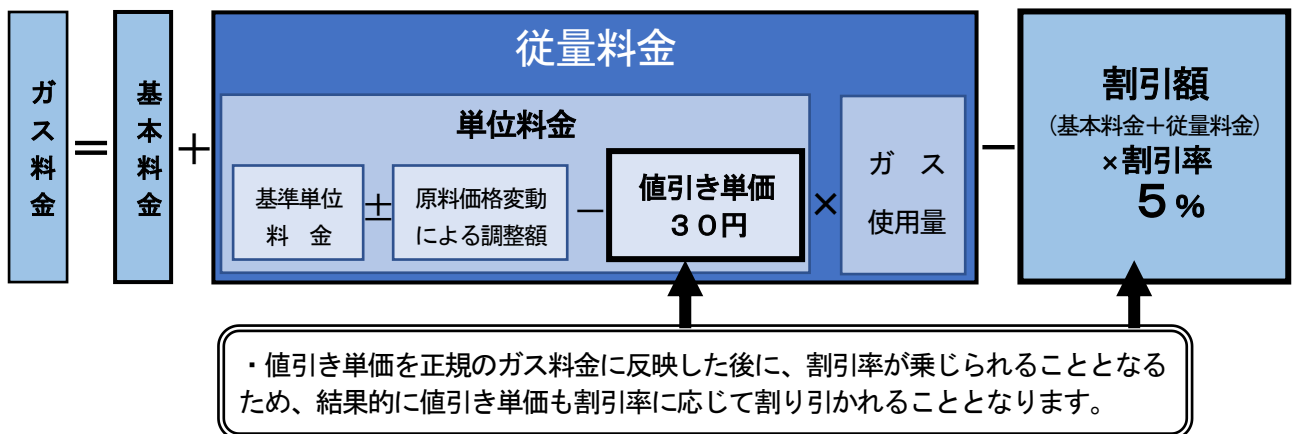 ガス料金
＝
基本料金
＋
従量料金
単位料金
基準単位
料　金
±
原料価格変動
による調整額
－
値引き単価
３０円
×
ガ　ス
使用量
－
割引額
（基本料金＋従量料金）
×割引率
５％
・値引き単価を正規のガス料金に反映した後に、割引率が乗じられることとなる
ため、結果的に値引き単価も割引率に応じて割り引かれることとなります。